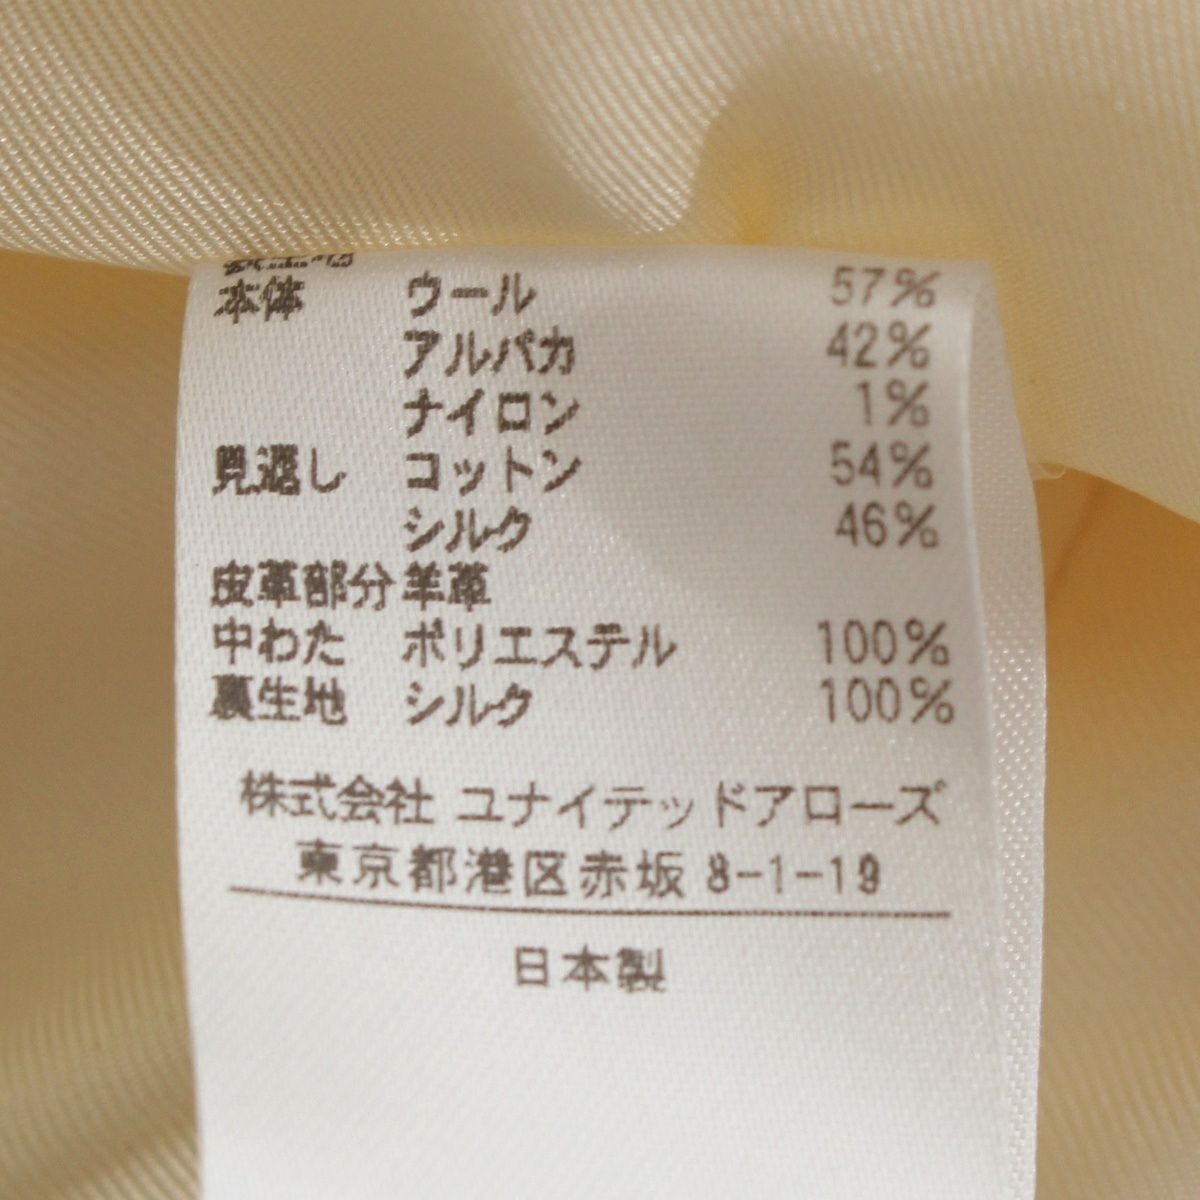 本体 ウール 57%
アルパカ 42%
ナイロン 1%
見返し コットン 54%
シルク 46%
皮革部分 羊革
中わた ポリエステル 100%
裏生地 シルク 100%
株式会社 ユナイテッドアローズ
東京都港区赤坂 8-1-19
日本製